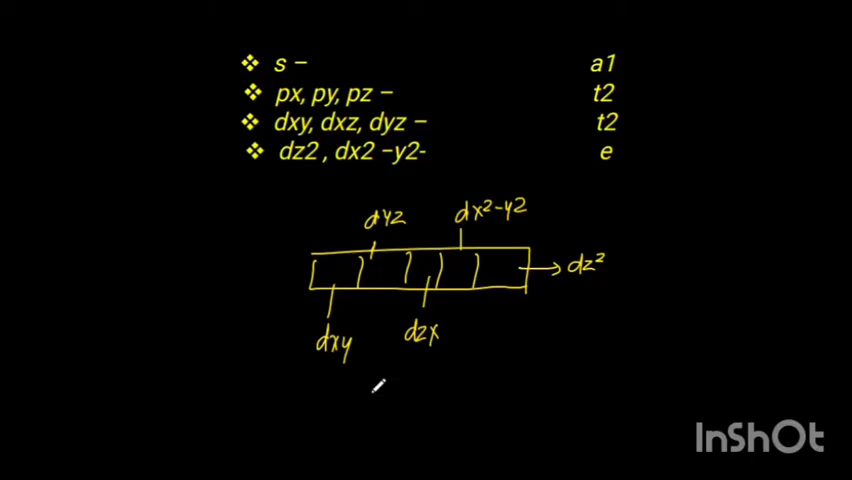 ❖ s – a1
❖ px, py, pz – t2
❖ dxy, dxz, dyz – t2
❖ dz2 , dx2 –y2- e
dyz dx²-y2
dz²
dxy dzx
InShOt